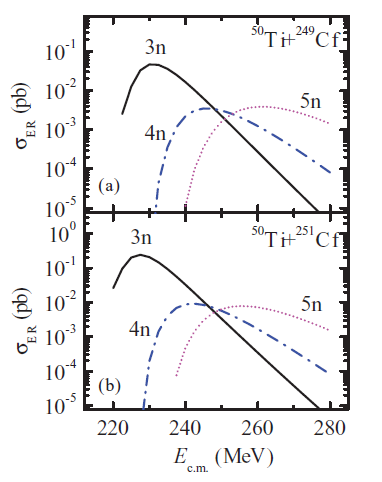 ⁵⁰Ti+²⁴⁹Cf
10⁻¹
3n
10⁻²
5n
σER (pb)
10⁻³
4n
10⁻⁴
(a)
10⁻⁵
10⁰
3n
⁵⁰Ti+²⁵¹Cf
10⁻¹
10⁻²
5n
σER (pb)
4n
10⁻³
10⁻⁴
(b)
10⁻⁵
220 240 260 280
Ec.m. (MeV)